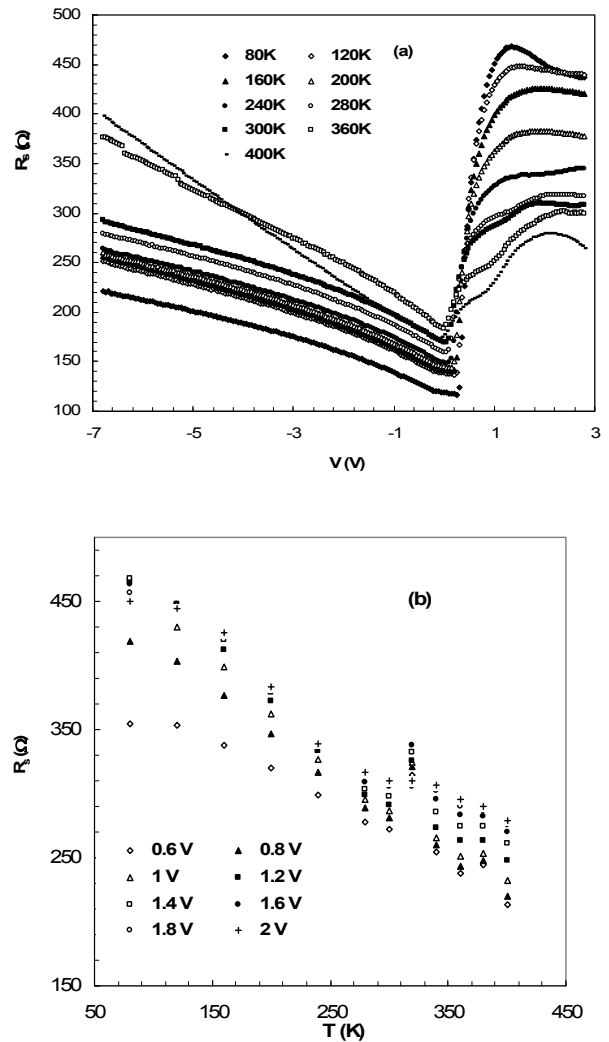 500
450
400
350
300
250
200
150
100
Rs (Ω)
80K 120K (a)
160K 200K
240K 280K
300K 360K
400K
-7 -5 -3 -1 1 3
V (V)
450
350
250
150
Rs (Ω)
(b)
0.6 V 0.8 V
1 V 1.2 V
1.4 V 1.6 V
1.8 V 2 V
50 150 250 350 450
T (K)